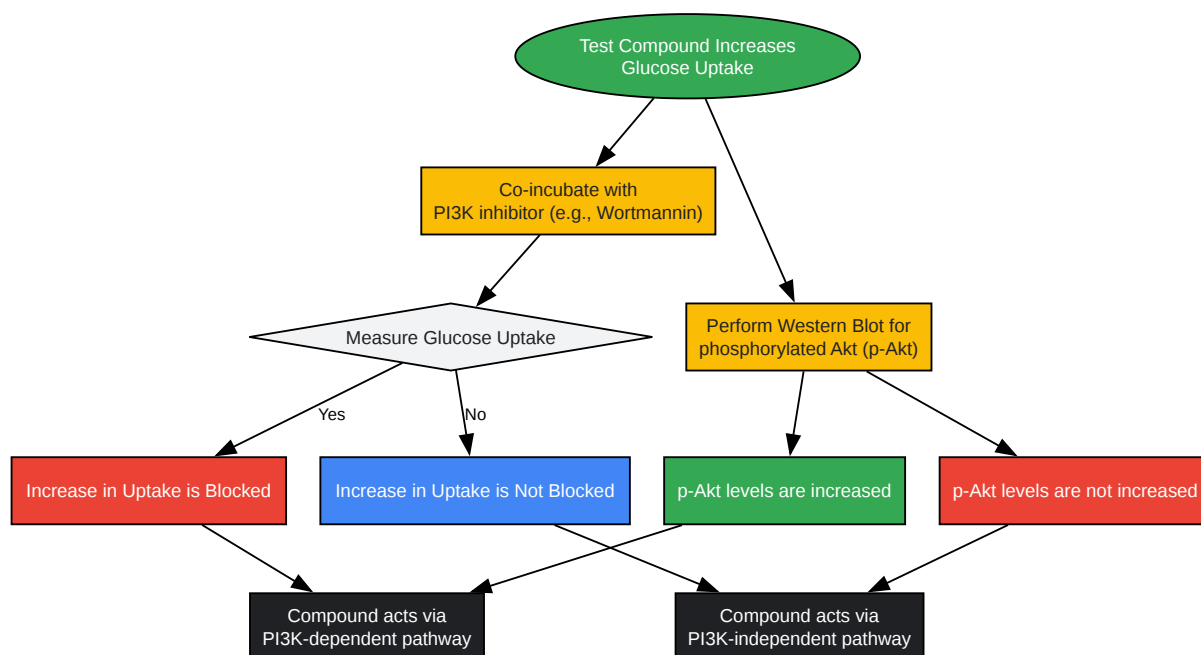 Test Compound Increases
Glucose Uptake
Co-incubate with
PI3K inhibitor (e.g., Wortmannin)
Measure Glucose Uptake
Perform Western Blot for
phosphorylated Akt (p-Akt)
Yes
No
Increase in Uptake is Blocked
Increase in Uptake is Not Blocked
p-Akt levels are increased
p-Akt levels are not increased
Compound acts via
PI3K-dependent pathway
Compound acts via
PI3K-independent pathway